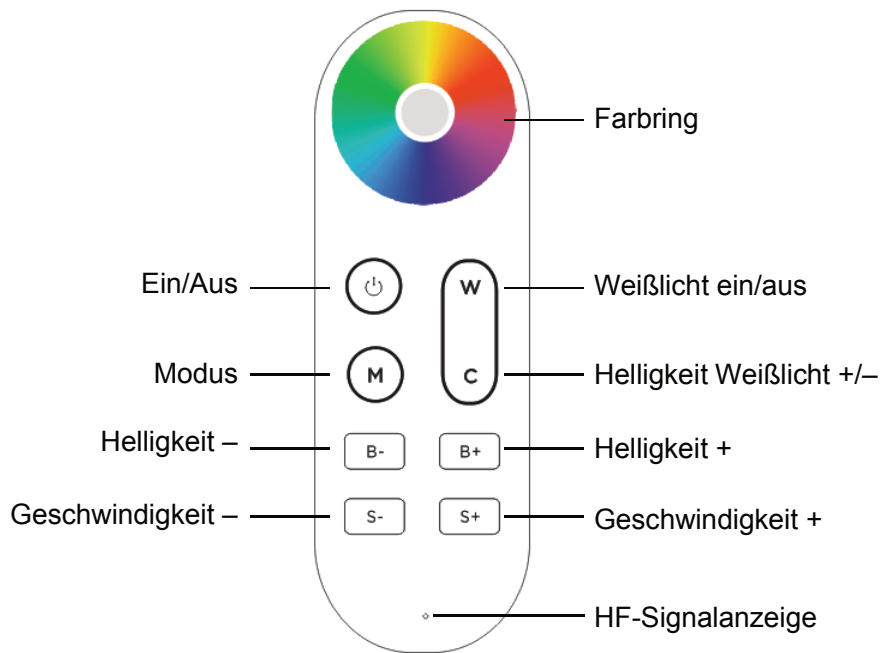 Farbring
Ein/Aus
W
Weißlicht ein/aus
Modus
M
C
Helligkeit Weißlicht +/–
Helligkeit –
B-
B+
Helligkeit +
Geschwindigkeit –
S-
S+
Geschwindigkeit +
HF-Signalanzeige